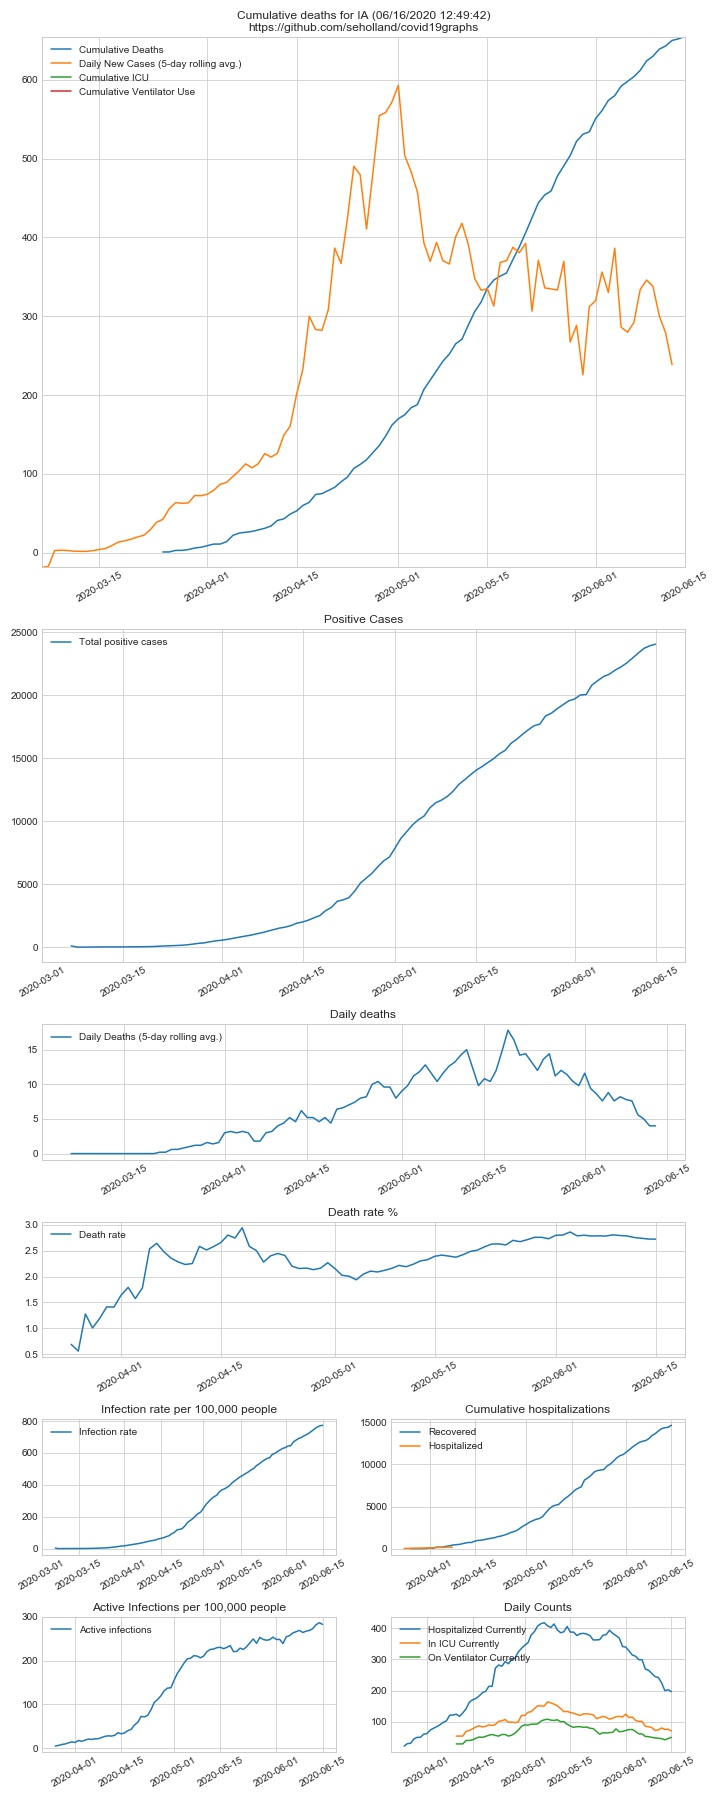 Cumulative deaths for IA (06/16/2020 12:49:42)
https://github.com/seholland/covid19graphs
Cumulative Deaths
Daily New Cases (5-day rolling avg.)
Cumulative ICU
Cumulative Ventilator Use
600
500
400
300
200
100
0
2020-03-15 2020-04-01 2020-04-15 2020-05-01 2020-05-15 2020-06-01 2020-06-15
Positive Cases
Total positive cases
25000
20000
15000
10000
5000
0
2020-03-01 2020-03-15 2020-04-01 2020-04-15 2020-05-01 2020-05-15 2020-06-01 2020-06-15
Daily deaths
Daily Deaths (5-day rolling avg.)
15
10
5
0
2020-03-15 2020-04-01 2020-04-15 2020-05-01 2020-05-15 2020-06-01 2020-06-15
Death rate %
Death rate
3.0
2.5
2.0
1.5
1.0
0.5
2020-04-01 2020-04-15 2020-05-01 2020-05-15 2020-06-01 2020-06-15
Infection rate per 100,000 people
Infection rate
800
600
400
200
0
2020-03-01 2020-03-15 2020-04-01 2020-04-15 2020-05-01 2020-05-15 2020-06-01 2020-06-15
Cumulative hospitalizations
Recovered
Hospitalized
15000
10000
5000
0
2020-04-01 2020-04-15 2020-05-01 2020-05-15 2020-06-01 2020-06-15
Active Infections per 100,000 people
Active infections
300
200
100
0
2020-04-01 2020-04-15 2020-05-01 2020-05-15 2020-06-01 2020-06-15
Daily Counts
Hospitalized Currently
In ICU Currently
On Ventilator Currently
400
300
200
100
2020-04-01 2020-04-15 2020-05-01 2020-05-15 2020-06-01 2020-06-15